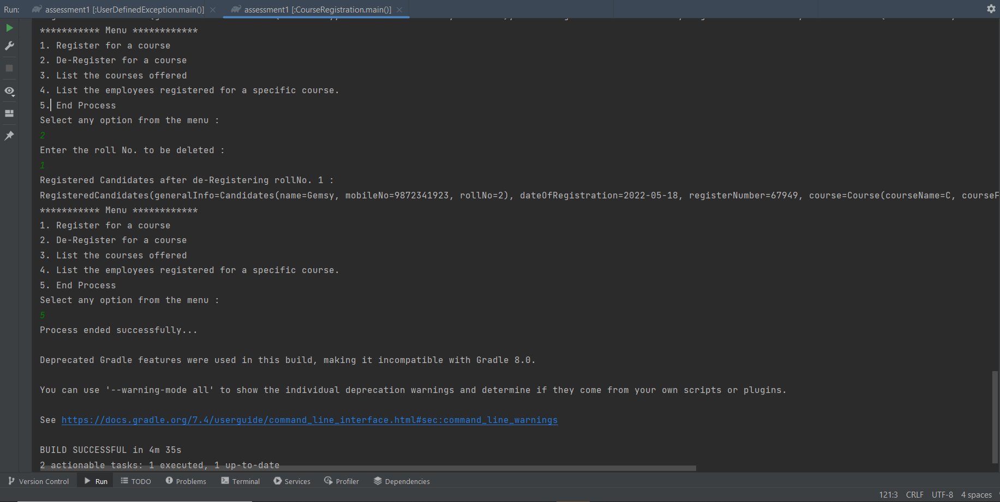 Run: assessment1 [:UserDefinedException.main()] assessment1 [:CourseRegistration.main()]
*********** Menu ************
1. Register for a course
2. De-Register for a course
3. List the courses offered
4. List the employees registered for a specific course.
5. End Process
Select any option from the menu :
2
Enter the roll No. to be deleted :
1
Registered Candidates after de-Registering rollNo. 1 :
RegisteredCandidates(generalInfo=Candidates(name=Gemsy, mobileNo=9872341923, rollNo=2), dateOfRegistration=2022-05-18, registerNumber=67949, course=Course(courseName=C, courseF
*********** Menu ************
1. Register for a course
2. De-Register for a course
3. List the courses offered
4. List the employees registered for a specific course.
5. End Process
Select any option from the menu :
5
Process ended successfully...
Deprecated Gradle features were used in this build, making it incompatible with Gradle 8.0.
You can use '--warning-mode all' to show the individual deprecation warnings and determine if they come from your own scripts or plugins.
See https://docs.gradle.org/7.4/userguide/command_line_interface.html#sec:command_line_warnings
BUILD SUCCESSFUL in 4m 35s
2 actionable tasks: 1 executed, 1 up-to-date
Version Control Run TODO Problems Terminal Services Profiler Dependencies
121:3 CRLF UTF-8 4 spaces